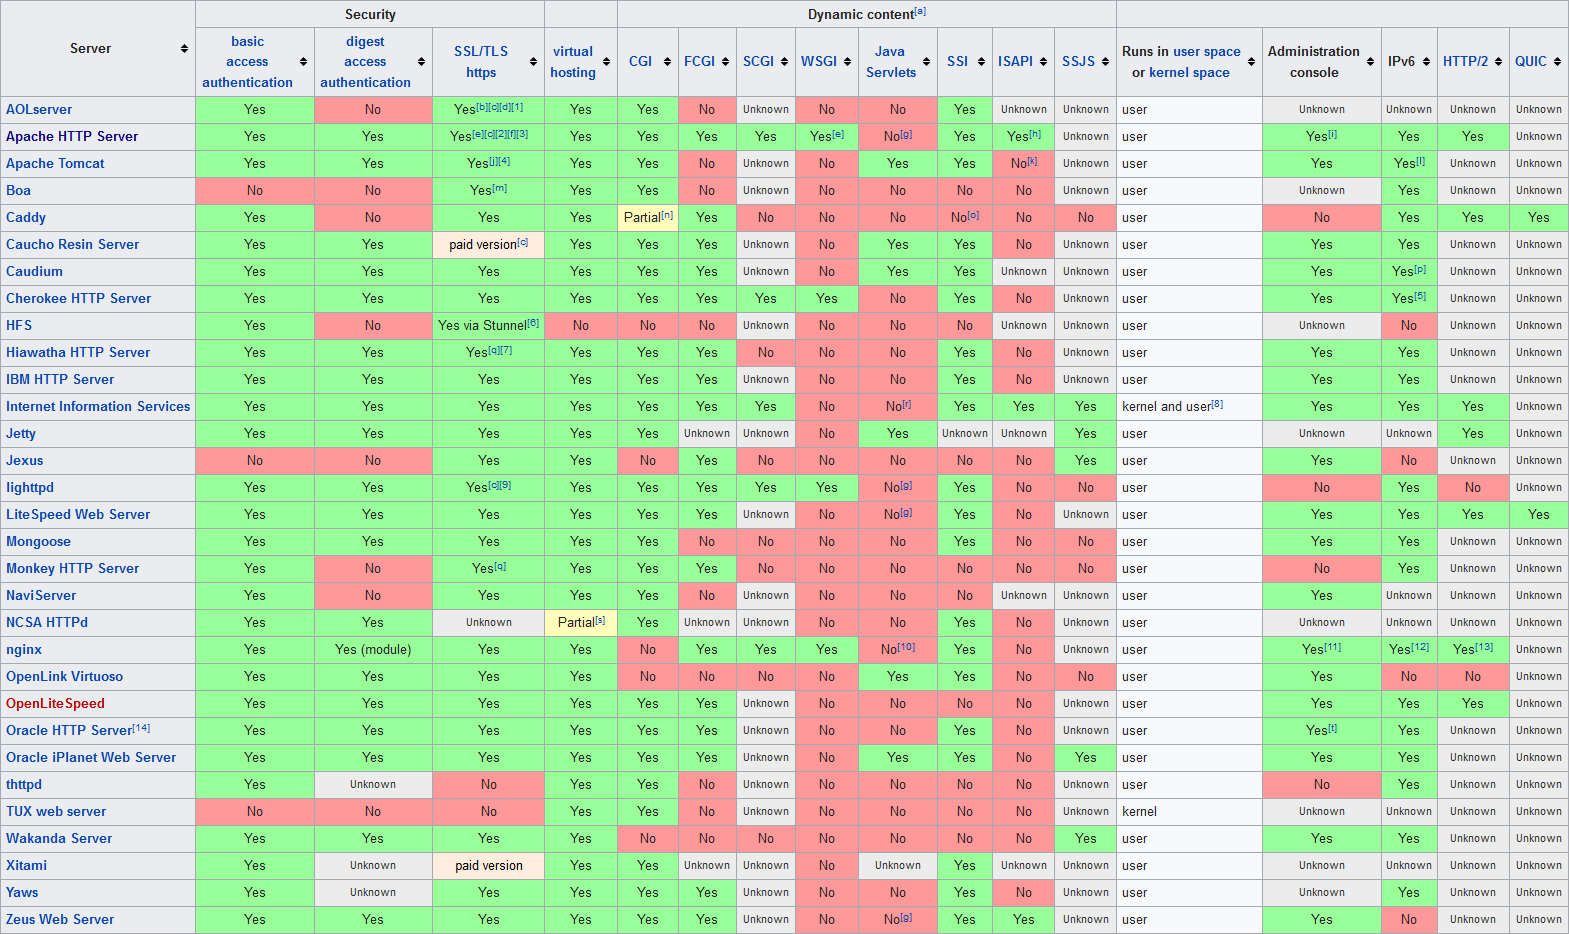 Security Dynamic content[a]
Server basic access authentication digest access authentication SSL/TLS https virtual hosting CGI FCGI SCGI WSGI Java Servlets SSI ISAPI SSJS Runs in user space or kernel space Administration console IPv6 HTTP/2 QUIC
AOLserver Yes No Yes[b][c][d][1] Yes Yes No Unknown No No Yes Unknown Unknown user Unknown Unknown Unknown Unknown
Apache HTTP Server Yes Yes Yes[e][c][2][f][3] Yes Yes Yes Yes Yes[e] No[g] Yes Yes[h] Unknown user Yes[i] Yes Yes Unknown
Apache Tomcat Yes Yes Yes[j][4] Yes Yes No Unknown No Yes Yes No[k] Unknown user Yes Yes[l] Unknown Unknown
Boa No No Yes[m] Yes Yes No Unknown No No No No Unknown user Unknown Yes Unknown Unknown
Caddy Yes No Yes Yes Partial[n] Yes No No No No[o] No No user No Yes Yes Yes
Caucho Resin Server Yes Yes paid version[c] Yes Yes Yes Unknown No Yes Yes No Unknown user Yes Yes Unknown Unknown
Caudium Yes Yes Yes Yes Yes Yes Unknown No Yes Yes Unknown Unknown user Yes Yes[p] Unknown Unknown
Cherokee HTTP Server Yes Yes Yes Yes Yes Yes Yes Yes No Yes No Unknown user Yes Yes[5] Unknown Unknown
HFS Yes No Yes via Stunnel[6] No No No Unknown No No No Unknown Unknown user Unknown No Unknown Unknown
Hiawatha HTTP Server Yes Yes Yes[q][7] Yes Yes Yes No No No Yes No Unknown user Yes Yes Unknown Unknown
IBM HTTP Server Yes Yes Yes Yes Yes Yes Unknown No No Yes No Unknown user Yes Yes Unknown Unknown
Internet Information Services Yes Yes Yes Yes Yes Yes Yes No No[r] Yes Yes Yes kernel and user[8] Yes Yes Yes Unknown
Jetty Yes Yes Yes Yes Yes Unknown Unknown No Yes Unknown Unknown Yes user Unknown Unknown Yes Unknown
Jexus No No Yes Yes No Yes No No No No No Yes user Yes No Unknown Unknown
lighttpd Yes Yes Yes[c][9] Yes Yes Yes Yes Yes No[g] Yes No No user No Yes No Unknown
LiteSpeed Web Server Yes Yes Yes Yes Yes Yes Unknown No No[g] Yes No Unknown user Yes Yes Yes Yes
Mongoose Yes Yes Yes Yes Yes No No No No Yes No No user Yes Yes Unknown Unknown
Monkey HTTP Server Yes No Yes[q] Yes Yes Yes No No No No No No user No Yes Unknown Unknown
NaviServer Yes No Yes Yes Yes No Unknown No No No Unknown Unknown user Yes Unknown Unknown Unknown
NCSA HTTPd Yes Yes Unknown Partial[s] Yes Unknown Unknown No No Yes No Unknown user Unknown Unknown Unknown Unknown
nginx Yes Yes (module) Yes Yes No Yes Yes Yes No[10] Yes No Unknown user Yes[11] Yes[12] Yes[13] Unknown
OpenLink Virtuoso Yes Yes Yes Yes No No No No Yes Yes No No user Yes No No Unknown
OpenLiteSpeed Yes Yes Yes Yes Yes Yes Unknown No No No No Unknown user Yes Yes Yes Unknown
Oracle HTTP Server[14] Yes Yes Yes Yes Yes Yes Unknown No No Yes No Unknown user Yes[t] Yes Unknown Unknown
Oracle iPlanet Web Server Yes Yes Yes Yes Yes Yes Unknown No Yes Yes No Yes user Yes Yes Unknown Unknown
thttpd Yes Unknown No Yes Yes No Unknown No No No No Unknown user No Yes Unknown Unknown
TUX web server No No No Yes Yes No Unknown No No No No Unknown kernel Unknown Unknown Unknown Unknown
Wakanda Server Yes Yes Yes Yes No No No No No No No Yes user Yes Yes Unknown Unknown
Xitami Yes Unknown paid version Yes Yes Unknown Unknown No Unknown Yes Unknown Unknown user Unknown Unknown Unknown Unknown
Yaws Yes Unknown Yes Yes Yes Yes Unknown No No Yes No Unknown user Unknown Yes Unknown Unknown
Zeus Web Server Yes Yes Yes Yes Yes Yes Unknown No No[g] Yes Yes Unknown user Yes No Unknown Unknown